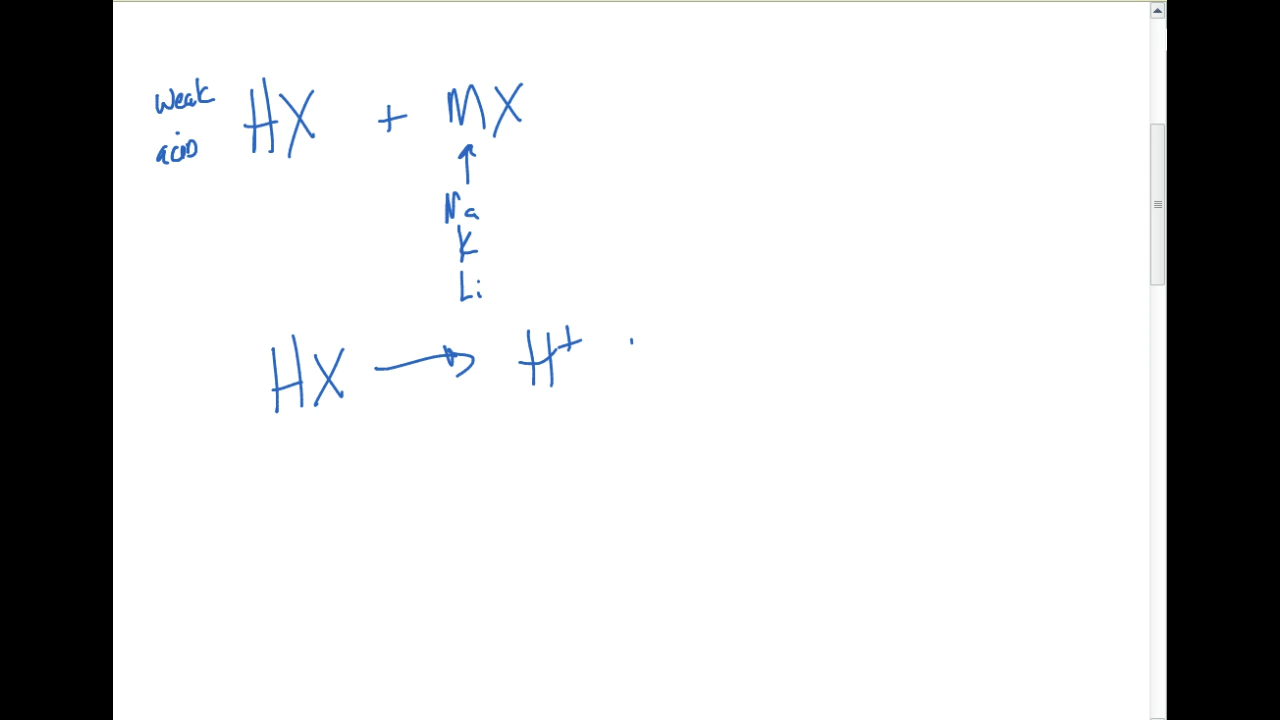 weak
acid
HX + MX
↑
Na
K
Li
HX → H⁺